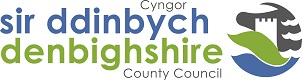 Cyngor
sir ddinbych
denbighshire
County Council